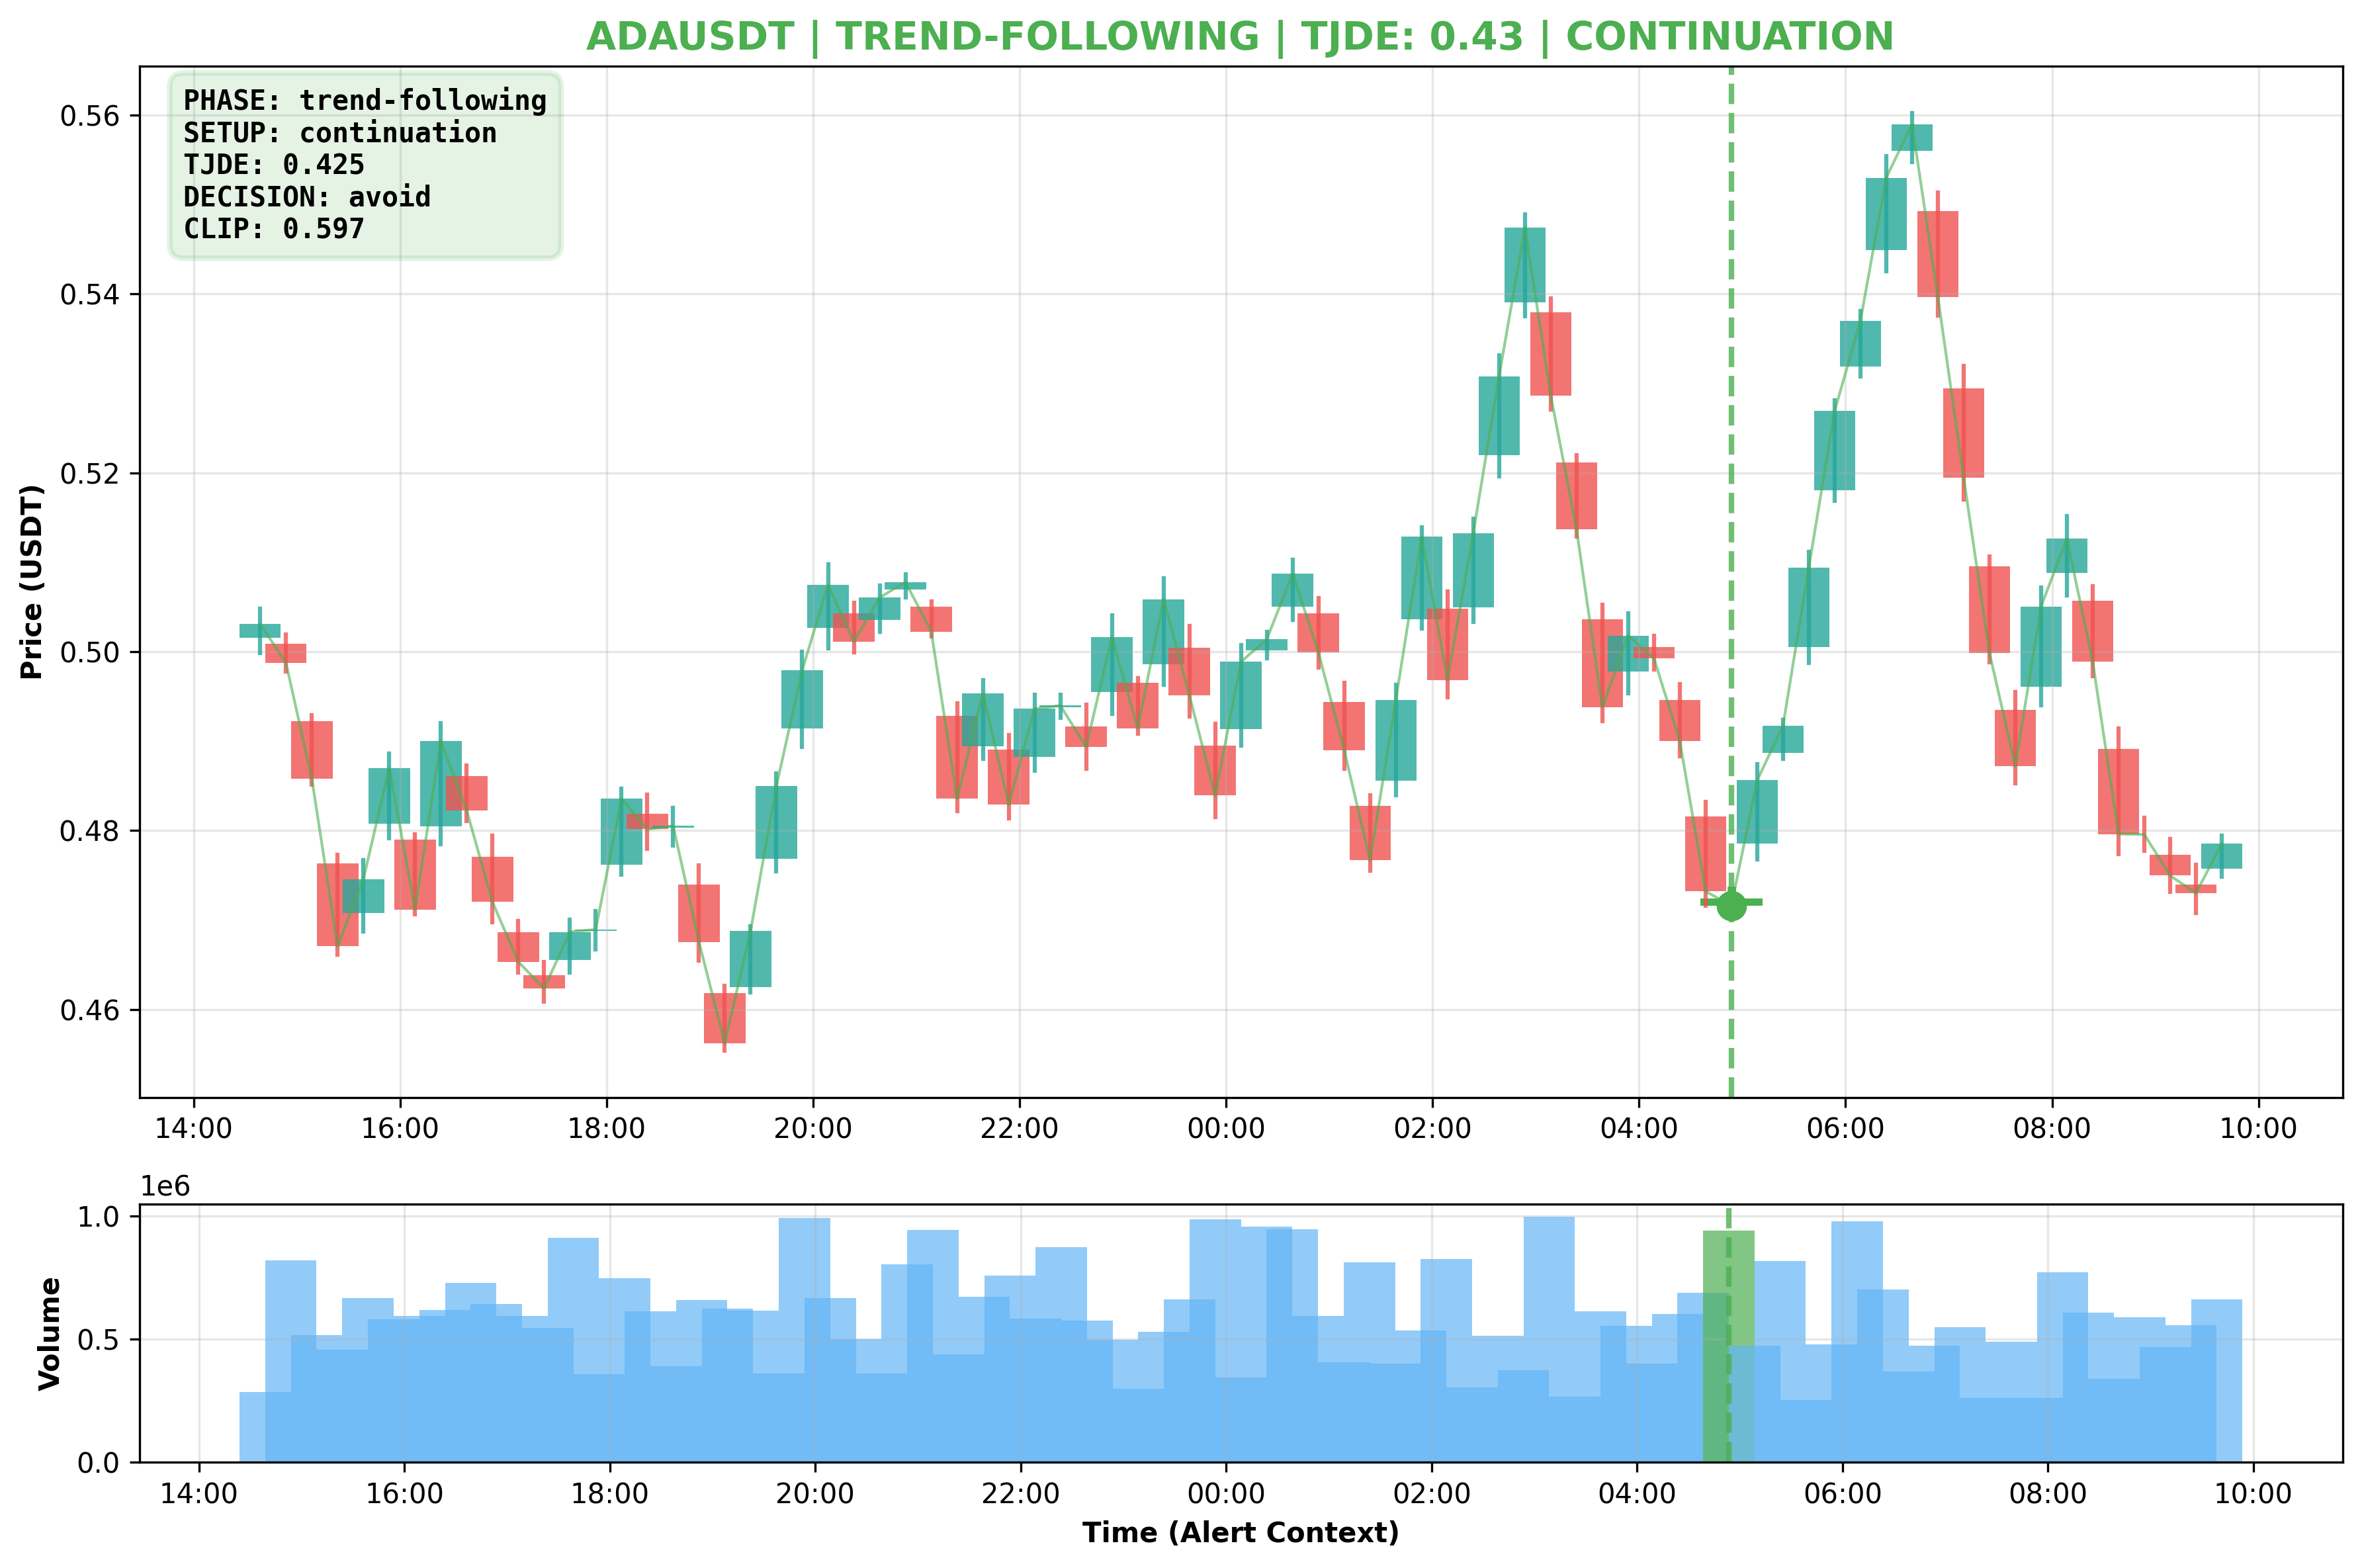 ADAUSDT | TREND-FOLLOWING | TJDE: 0.43 | CONTINUATION
PHASE: trend-following
SETUP: continuation
TJDE: 0.425
DECISION: avoid
CLIP: 0.597
Price (USDT)
0.56
0.54
0.52
0.50
0.48
0.46
14:00 16:00 18:00 20:00 22:00 00:00 02:00 04:00 06:00 08:00 10:00
1e6
Volume
1.0
0.5
0.0
14:00 16:00 18:00 20:00 22:00 00:00 02:00 04:00 06:00 08:00 10:00
Time (Alert Context)